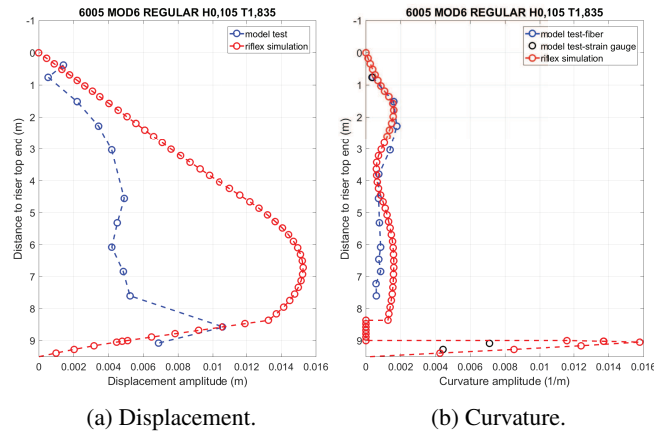 6005 MOD6 REGULAR H0,105 T1,835
model test
riflex simulation
-1
0
1
2
3
4
5
6
7
8
9
Distance to riser top enc (m)
0 0.002 0.004 0.006 0.008 0.01 0.012 0.014 0.016
Displacement amplitude (m)
(a) Displacement.
6005 MOD6 REGULAR H0,105 T1,835
model test-fiber
model test-strain gauge
riflex simulation
-1
0
1
2
3
4
5
6
7
8
9
Distance to riser top enc (m)
0 0.002 0.004 0.006 0.008 0.01 0.012 0.014 0.016
Curvature amplitude (1/m)
(b) Curvature.